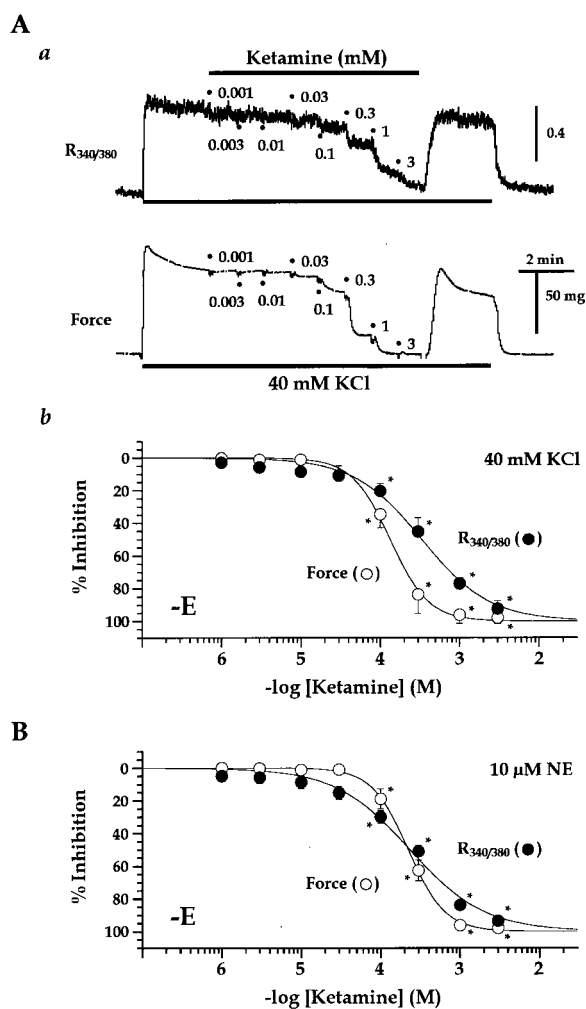 A
a
Ketamine (mM)
0.001
0.03
0.3
1
0.003
0.01
0.1
3
R340/380
0.4
0.001
0.03
0.3
2 min
0.003
0.01
0.1
50 mg
1
3
Force
40 mM KCl
b
0
20
40
60
80
100
% Inhibition
40 mM KCl
R340/380 (●)
Force (○)
-E
6 5 4 3 2
-log [Ketamine] (M)
B
0
20
40
60
80
100
% Inhibition
10 µM NE
R340/380 (●)
Force (○)
-E
6 5 4 3 2
-log [Ketamine] (M)